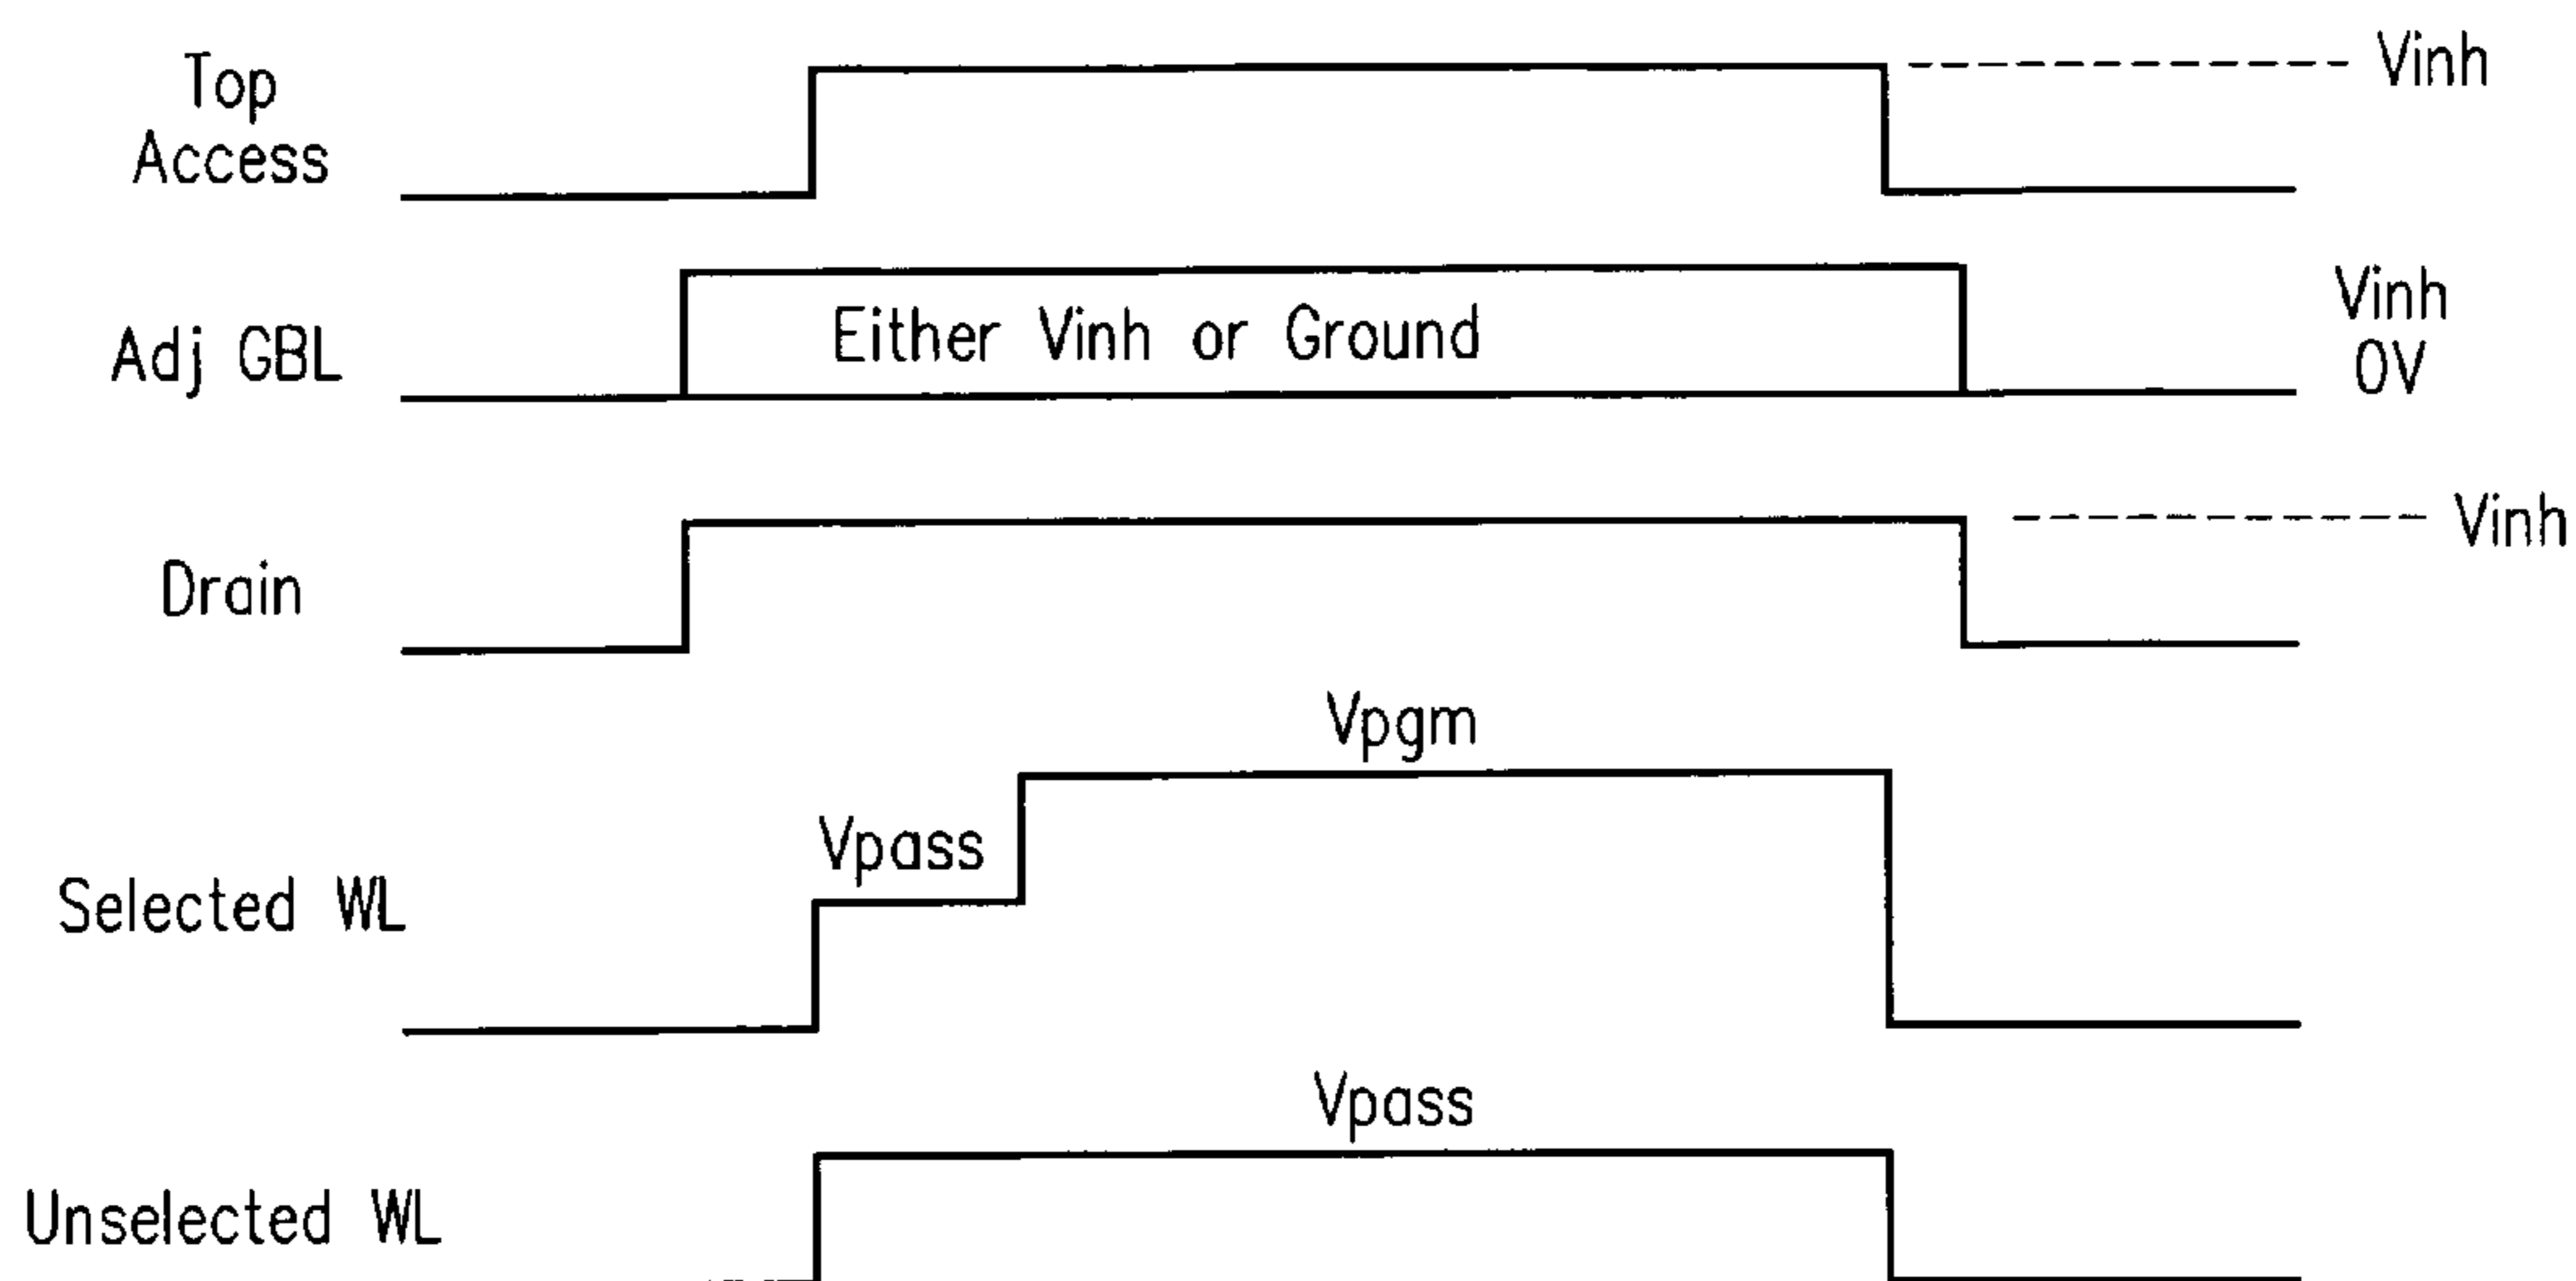 Top
Access
Vinh
Adj GBL
Either Vinh or Ground
Vinh
0V
Drain
Vinh
Vpgm
Vpass
Selected WL
Vpass
Unselected WL